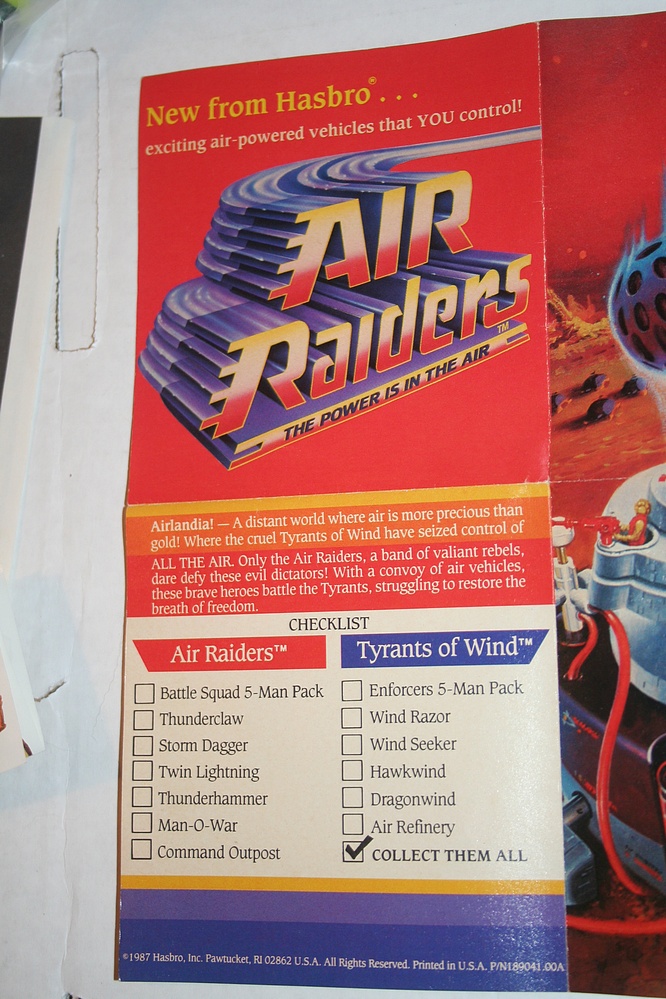 New from Hasbro® . . .
exciting air-powered vehicles that YOU control!
AIR
RAiders™
THE POWER IS IN THE AIR
Airlandia! — A distant world where air is more precious than
gold! Where the cruel Tyrants of Wind have seized control of
ALL THE AIR. Only the Air Raiders, a band of valiant rebels,
dare defy these evil dictators! With a convoy of air vehicles,
these brave heroes battle the Tyrants, struggling to restore the
breath of freedom.
CHECKLIST
Air Raiders™
Battle Squad 5-Man Pack
Thunderclaw
Storm Dagger
Twin Lightning
Thunderhammer
Man-O-War
Command Outpost
Tyrants of Wind™
Enforcers 5-Man Pack
Wind Razor
Wind Seeker
Hawkwind
Dragonwind
Air Refinery
COLLECT THEM ALL
©1987 Hasbro, Inc. Pawtucket, RI 02862 U.S.A. All Rights Reserved. Printed in U.S.A. P/N189041.00A